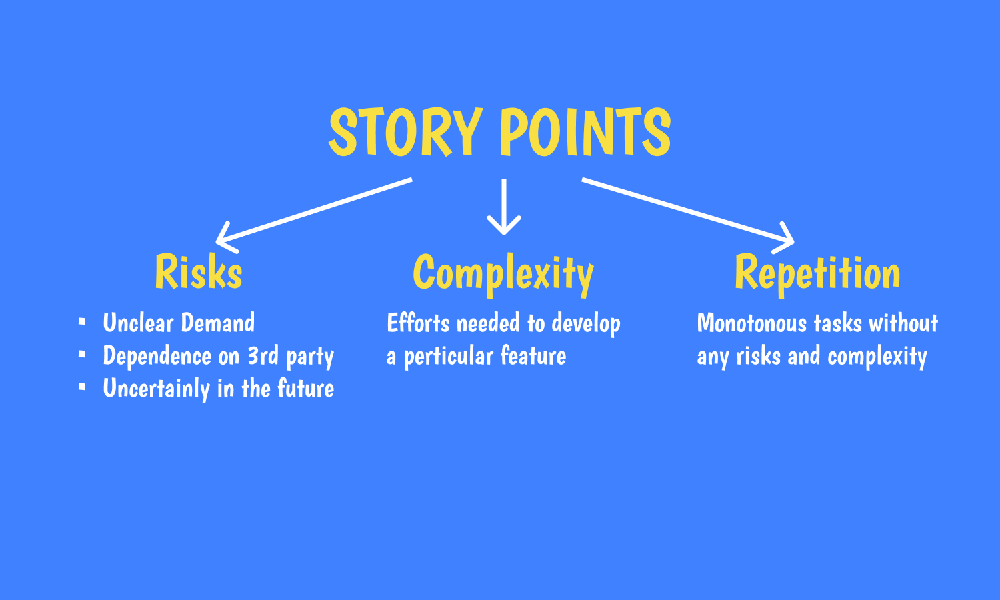 STORY POINTS
Risks
▪ Unclear Demand
▪ Dependence on 3rd party
▪ Uncertainly in the future
Complexity
Efforts needed to develop
a perticular feature
Repetition
Monotonous tasks without
any risks and complexity